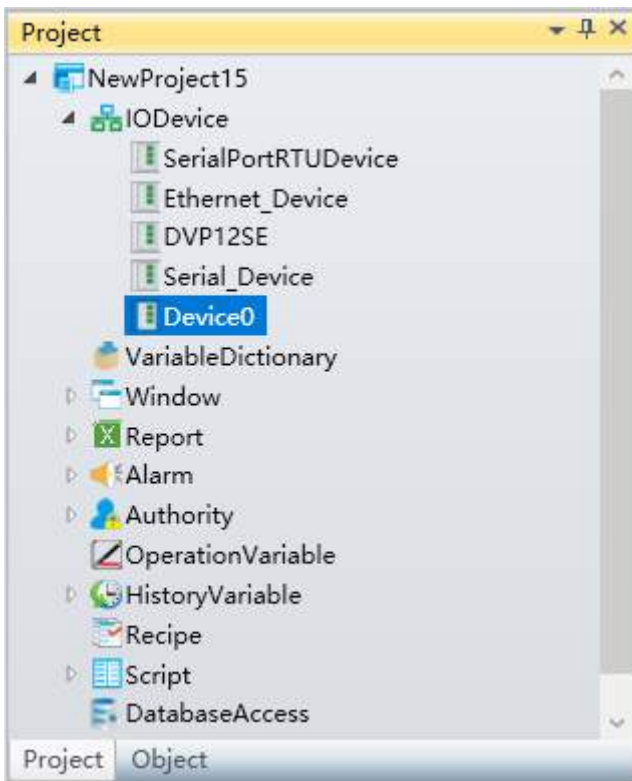 Project
NewProject15
IODevice
SerialPortRTUDevice
Ethernet_Device
DVP12SE
Serial_Device
Device0
VariableDictionary
Window
Report
Alarm
Authority
OperationVariable
HistoryVariable
Recipe
Script
DatabaseAccess
Project Object